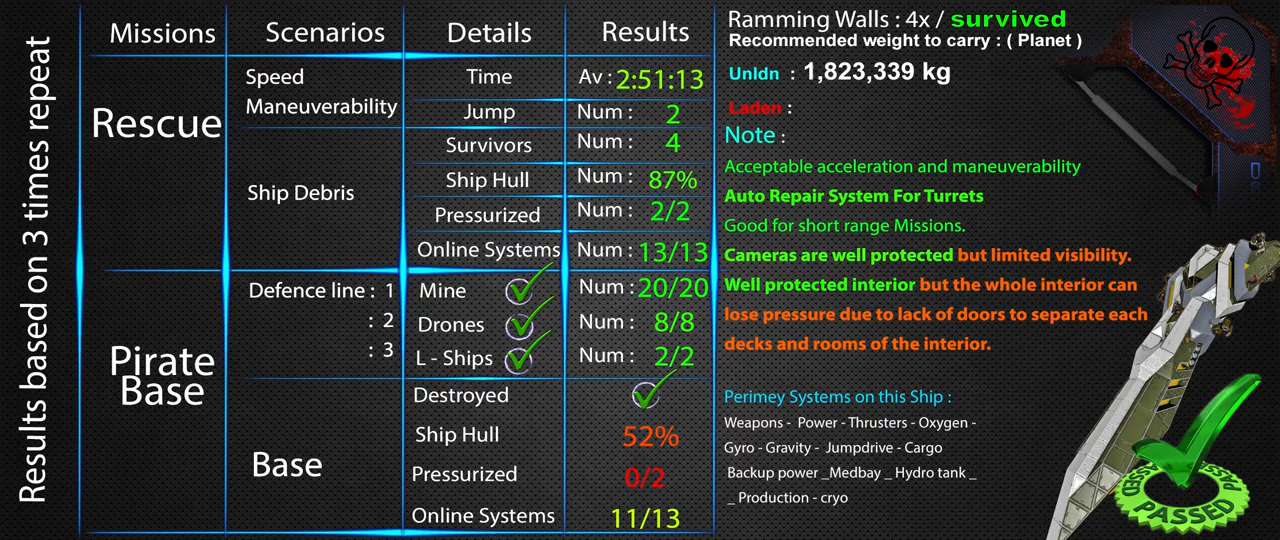 Results based on 3 times repeat
Missions Scenarios Details Results
Rescue
Speed
Maneuverability
Time Av : 2:51:13
Jump Num : 2
Ship Debris
Survivors Num : 4
Ship Hull Num : 87%
Pressurized Num : 2/2
Online Systems Num : 13/13
Pirate
Base
Defence line : 1 Mine Num : 20/20
: 2 Drones Num : 8/8
: 3 L - Ships Num : 2/2
Base
Destroyed
Ship Hull 52%
Pressurized 0/2
Online Systems 11/13
Ramming Walls : 4x / survived
Recommended weight to carry : ( Planet )
Unldn : 1,823,339 kg
Laden :
Note :
Acceptable acceleration and maneuverability
Auto Repair System For Turrets
Good for short range Missions.
Cameras are well protected but limited visibility.
Well protected interior but the whole interior can
lose pressure due to lack of doors to separate each
decks and rooms of the interior.
Perimey Systems on this Ship :
Weapons - Power - Thrusters - Oxygen -
Gyro - Gravity - Jumpdrive - Cargo
Backup power _Medbay _ Hydro tank _
_ Production - cryo
PASSED
PASSED
PASSED